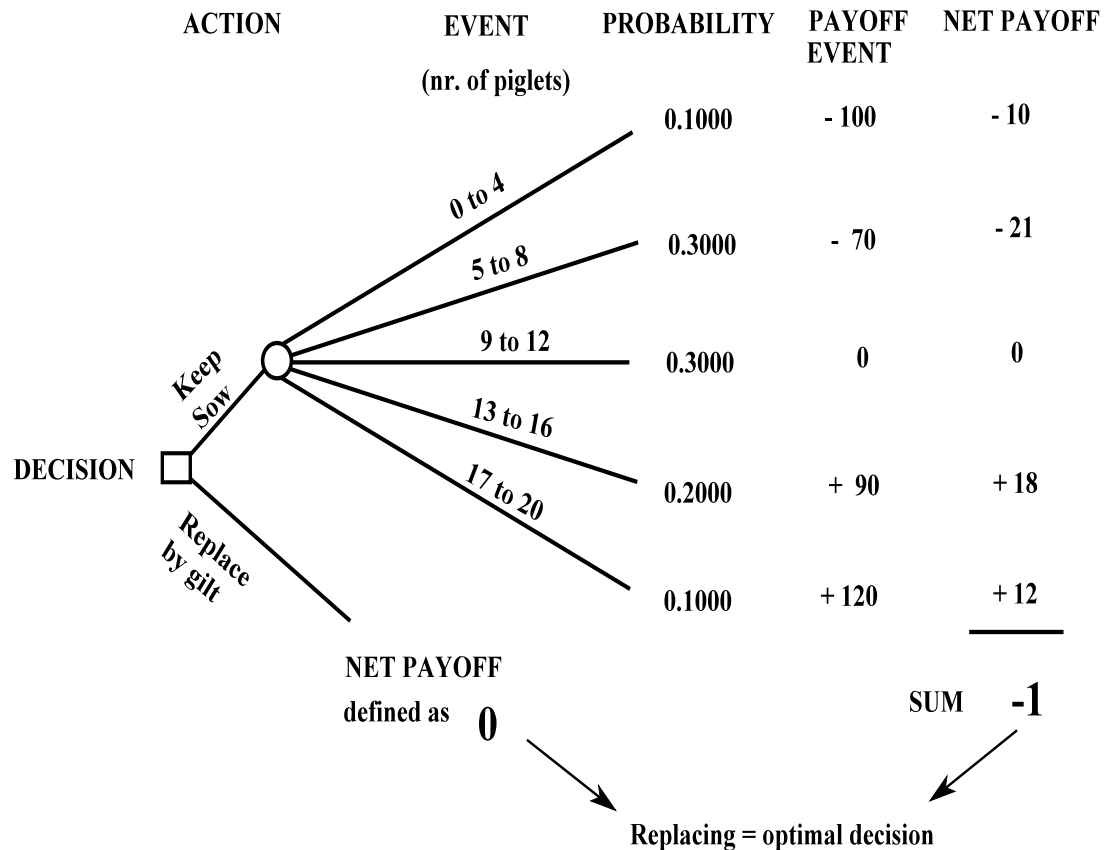 ACTION EVENT PROBABILITY PAYOFF NET PAYOFF
EVENT
(nr. of piglets)
0 to 4 0.1000 - 100 - 10
5 to 8 0.3000 - 70 - 21
9 to 12 0.3000 0 0
Keep
Sow
13 to 16 0.2000 + 90 + 18
DECISION
17 to 20 0.1000 + 120 + 12
Replace
by gilt
NET PAYOFF
defined as 0
SUM -1
Replacing = optimal decision